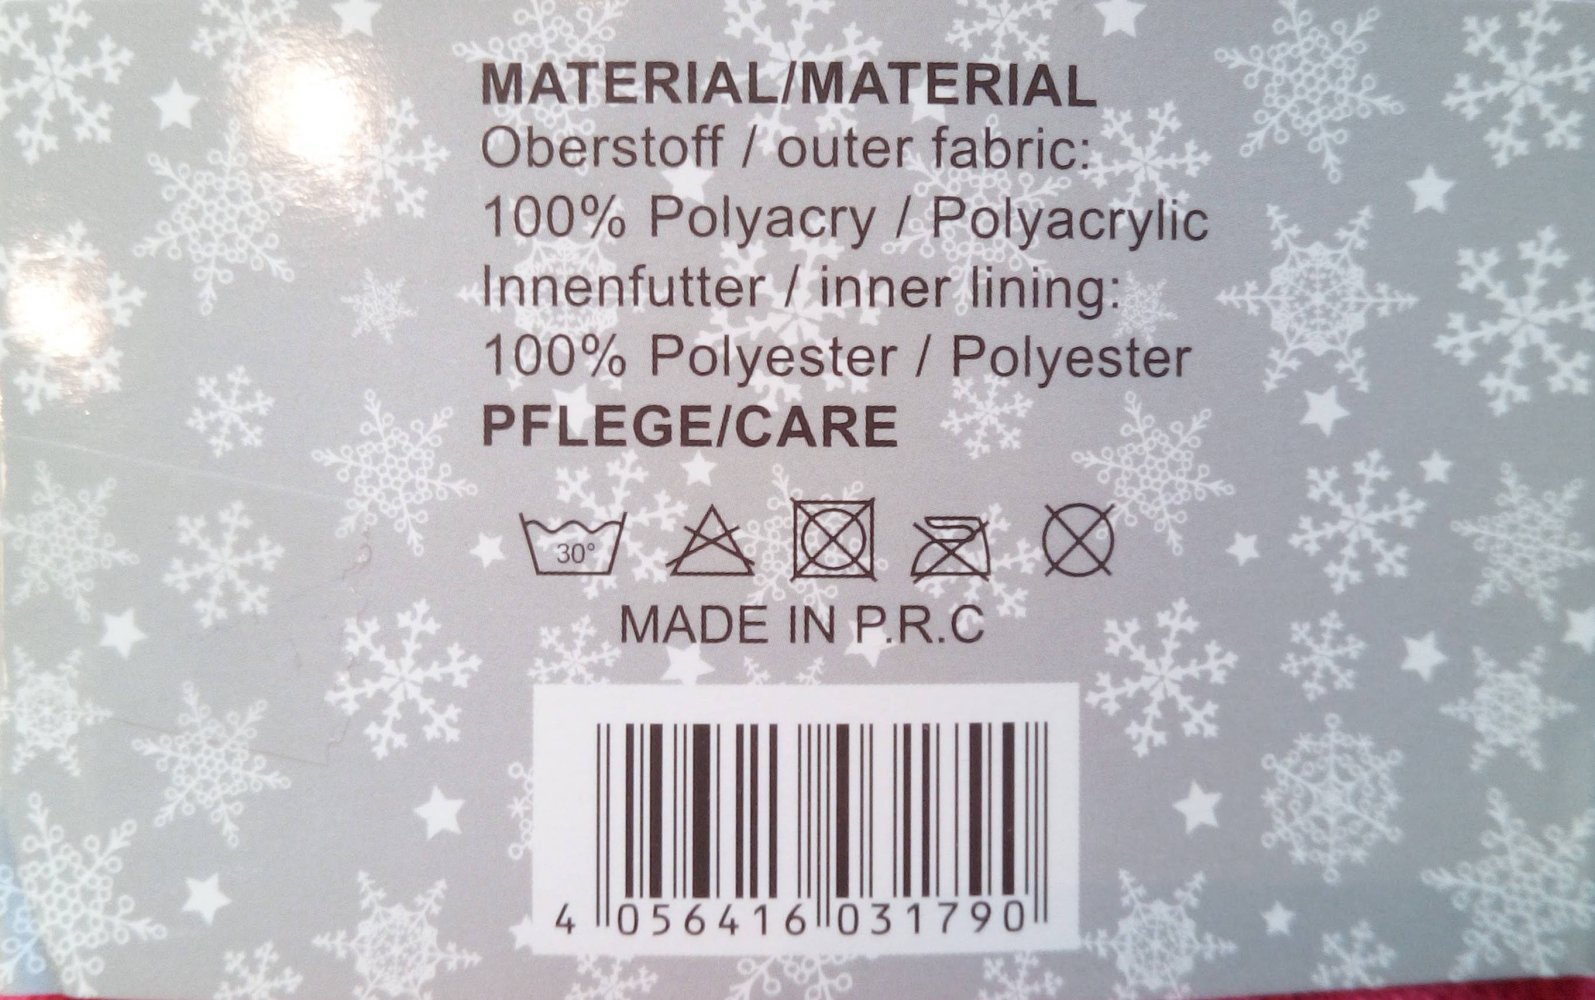 MATERIAL/MATERIAL
Oberstoff / outer fabric:
100% Polyacry / Polyacrylic
Innenfutter / inner lining:
100% Polyester / Polyester
PFLEGE/CARE
30°
MADE IN P.R.C
4 056416 031790